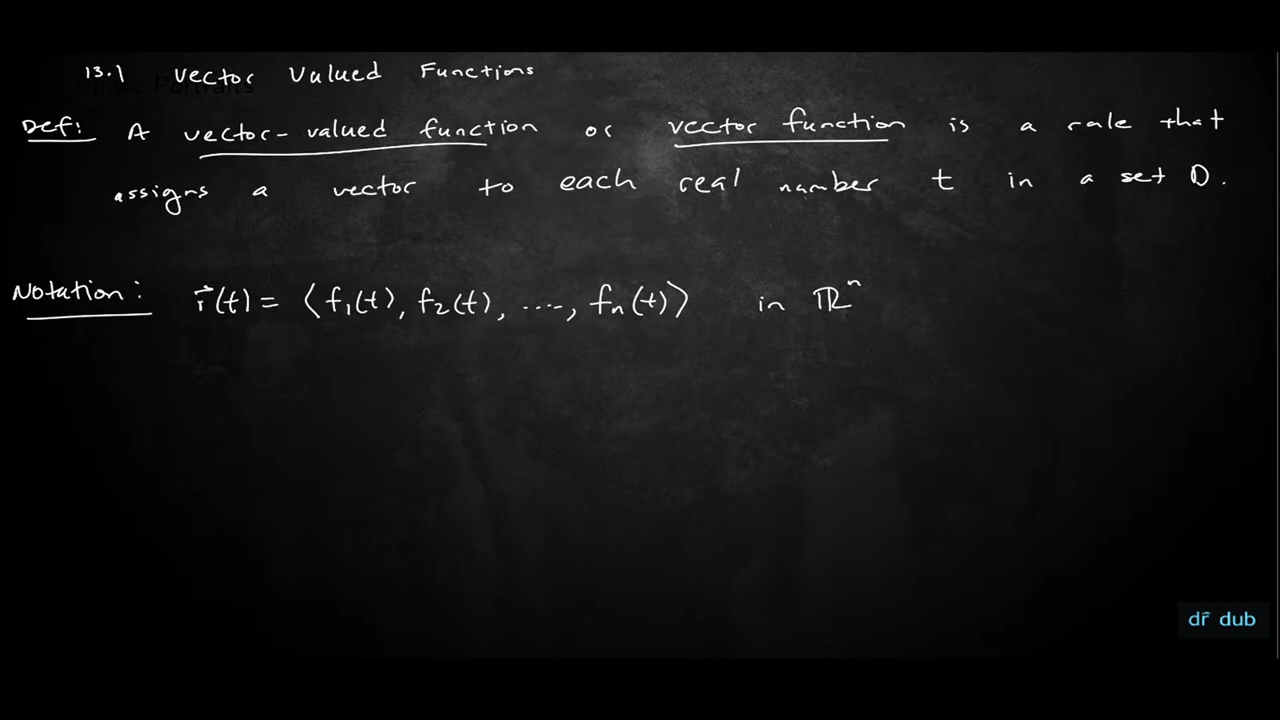 13.1 Vector Valued Functions
Def: A vector-valued function or vector function is a rule that
assigns a vector to each real number t in a set D.
Notation: r⃗(t) = ⟨f₁(t), f₂(t), ...., fₙ(t)⟩ in ℝⁿ
dr⃗ dub